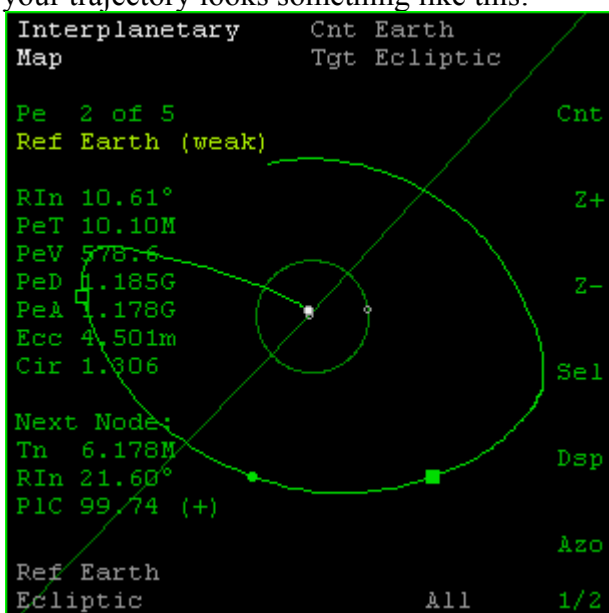 your trajectory looks something like this:
Interplanetary Cnt Earth
Map Tgt Ecliptic
Pe 2 of 5 Cnt
Ref Earth (weak)
RIn 10.61° Z+
PeT 10.10M
PeV 578.6
PeD 1.185G Z-
PeA 1.178G
Ecc 4.501m
Cir 1.306 Sel
Next Node:
Tn 6.178M Dsp
RIn 21.60°
PlC 99.74 (+)
Azo
Ref Earth
Ecliptic All 1/2